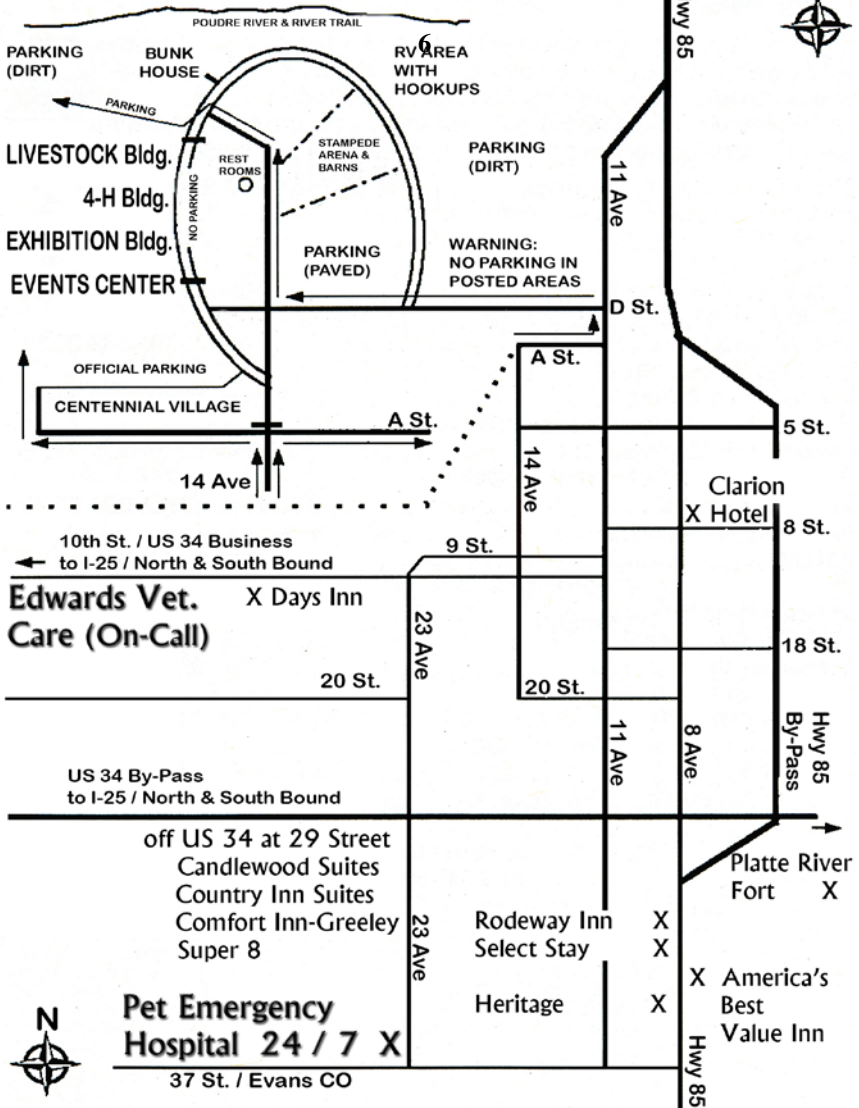 POUDRE RIVER & RIVER TRAIL
6
PARKING
(DIRT)
BUNK
HOUSE
RV AREA
WITH
HOOKUPS
Hwy 85
PARKING
LIVESTOCK Bldg.
4-H Bldg.
EXHIBITION Bldg.
EVENTS CENTER
NO PARKING
REST
ROOMS
STAMPEDE
ARENA &
BARNS
PARKING
(DIRT)
11 Ave
PARKING
(PAVED)
WARNING:
NO PARKING IN
POSTED AREAS
D St.
A St.
OFFICIAL PARKING
CENTENNIAL VILLAGE
A St.
5 St.
14 Ave
14 Ave
Clarion
X Hotel
8 St.
10th St. / US 34 Business
to I-25 / North & South Bound
9 St.
Edwards Vet.
Care (On-Call)
X Days Inn
23 Ave
18 St.
20 St.
20 St.
11 Ave
8 Ave
Hwy 85
By-Pass
US 34 By-Pass
to I-25 / North & South Bound
off US 34 at 29 Street
Candlewood Suites
Country Inn Suites
Comfort Inn-Greeley
Super 8
23 Ave
Platte River
Fort X
Rodeway Inn X
Select Stay X
Heritage X
X America's
Best
Value Inn
N
Pet Emergency
Hospital 24 / 7 X
37 St. / Evans CO
Hwy 85